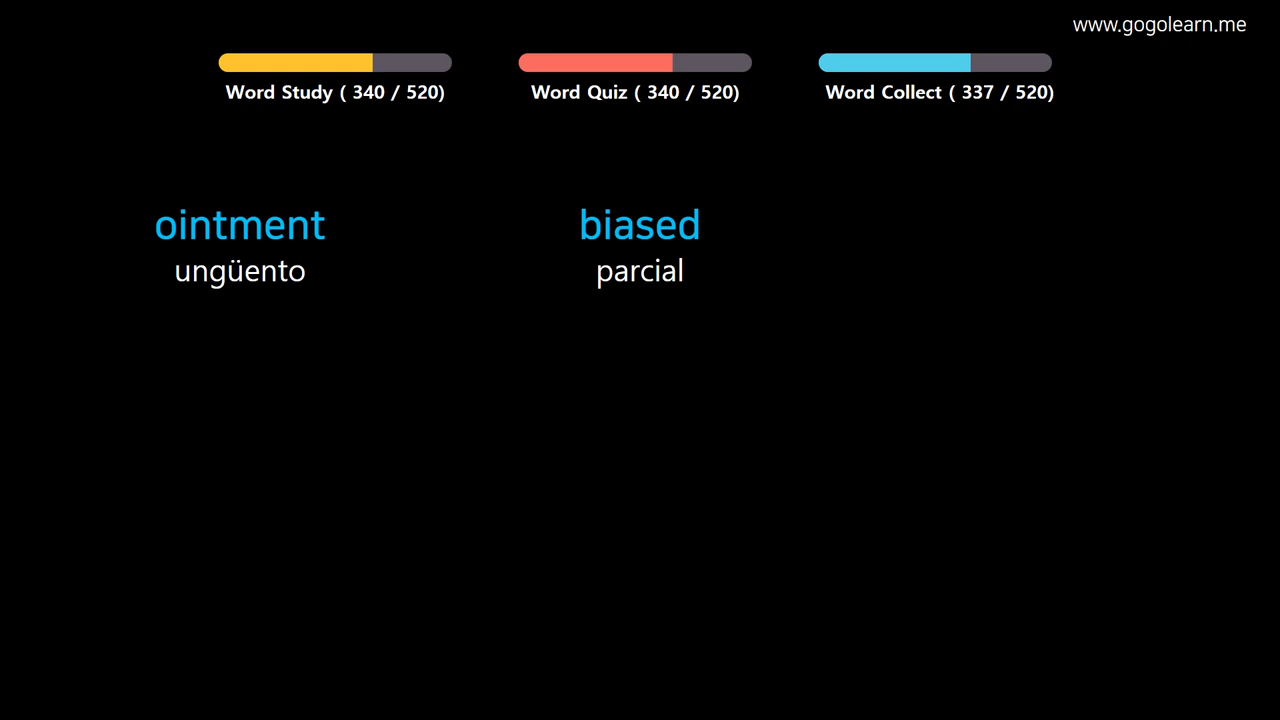 www.gogolearn.me
Word Study ( 340 / 520)
Word Quiz ( 340 / 520)
Word Collect ( 337 / 520)
ointment
ungüento
biased
parcial